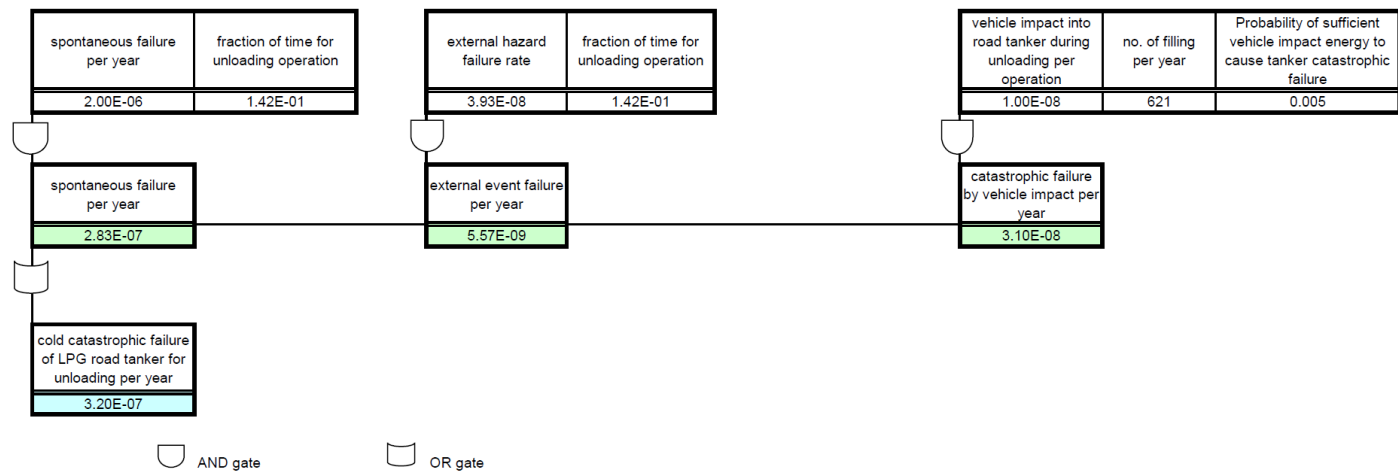 spontaneous failure
per year
fraction of time for
unloading operation
2.00E-06
1.42E-01
external hazard
failure rate
fraction of time for
unloading operation
3.93E-08
1.42E-01
vehicle impact into
road tanker during
unloading per
operation
no. of filling
per year
Probability of sufficient
vehicle impact energy to
cause tanker catastrophic
failure
1.00E-08
621
0.005
spontaneous failure
per year
2.83E-07
external event failure
per year
5.57E-09
catastrophic failure
by vehicle impact per
year
3.10E-08
cold catastrophic failure
of LPG road tanker for
unloading per year
3.20E-07
AND gate
OR gate